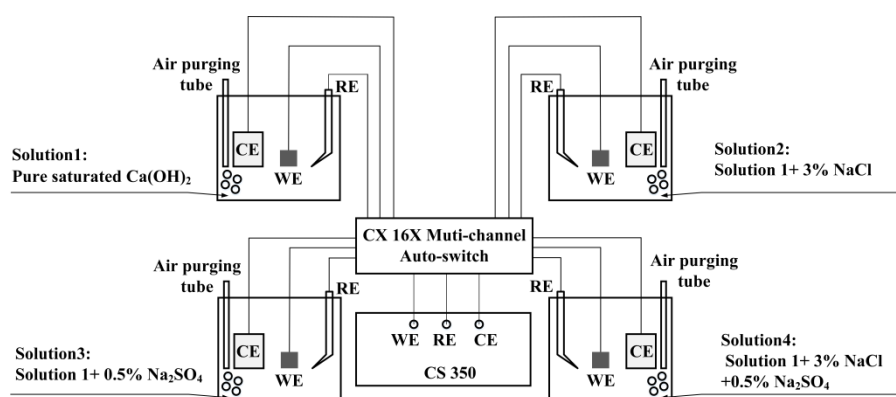 Air purging
tube
RE
CE
WE
Solution1:
Pure saturated Ca(OH)₂
Air purging
tube
RE
CE
WE
Solution2:
Solution 1+ 3% NaCl
CX 16X Muti-channel
Auto-switch
Air purging
tube
RE
CE
WE
Solution3:
Solution 1+ 0.5% Na₂SO₄
WE RE CE
CS 350
Air purging
tube
RE
CE
WE
Solution4:
Solution 1+ 3% NaCl
+0.5% Na₂SO₄